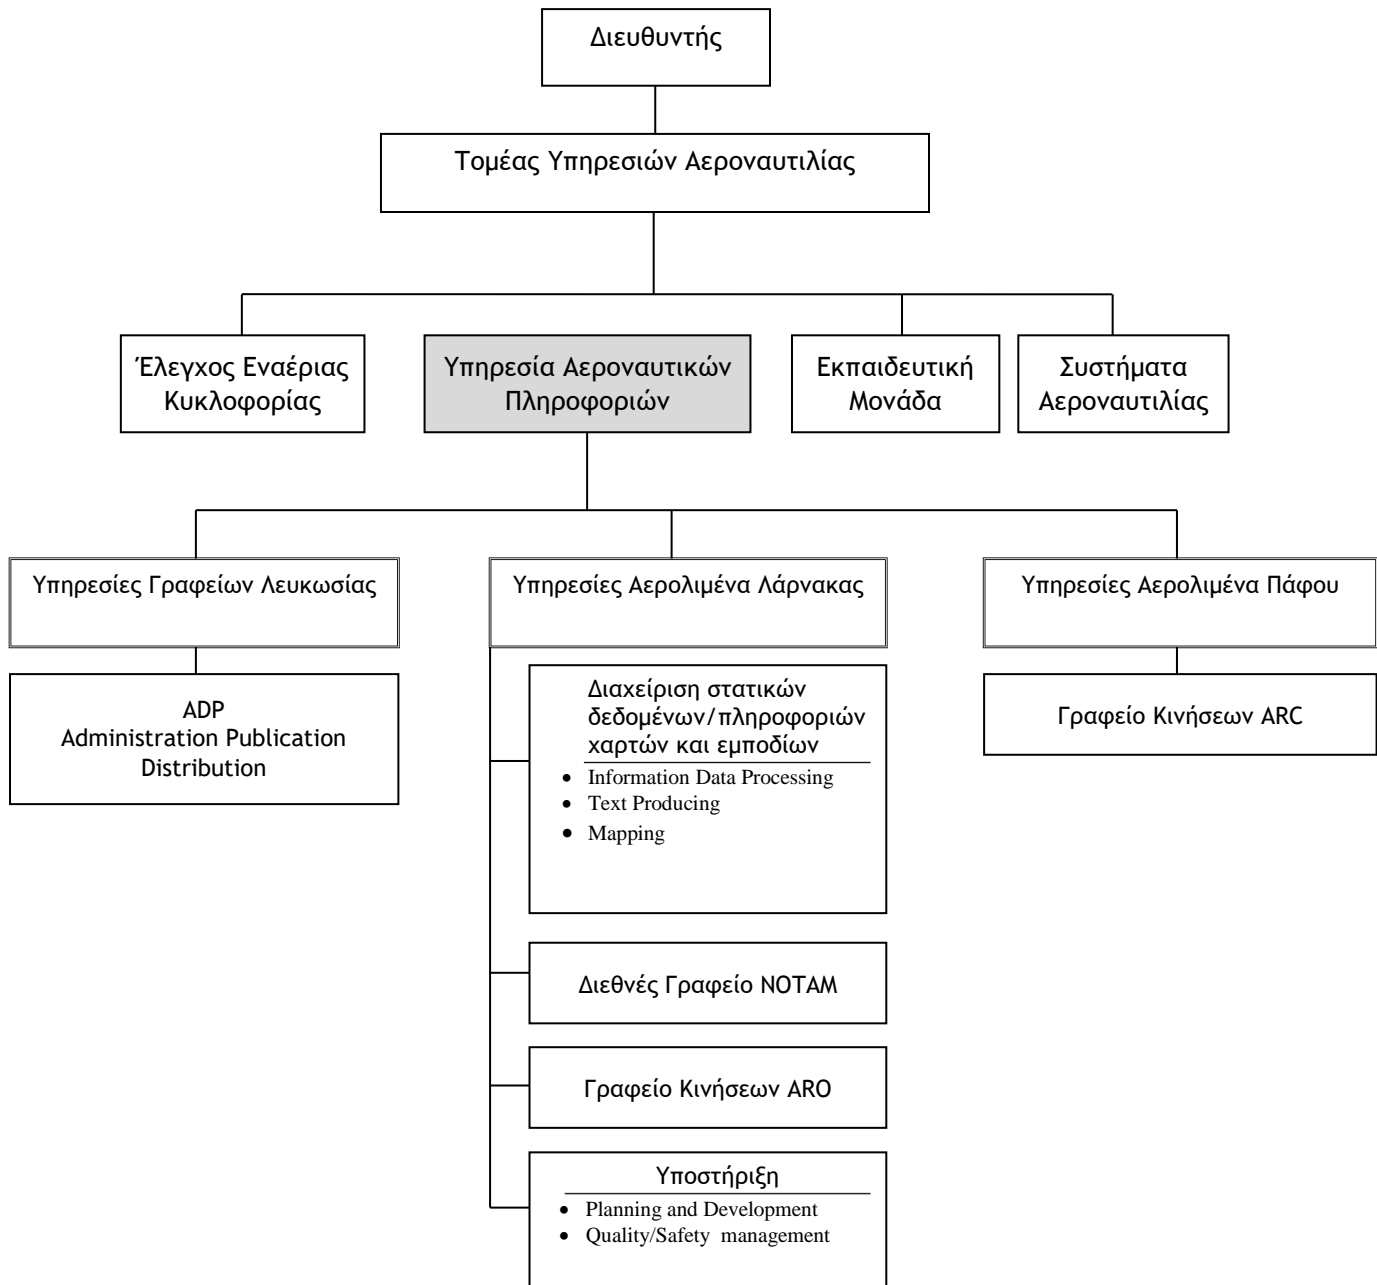 Διευθυντής
Τομέας Υπηρεσιών Αεροναυτιλίας
Έλεγχος Εναέριας
Κυκλοφορίας
Υπηρεσία Αεροναυτικών
Πληροφοριών
Εκπαιδευτική
Μονάδα
Συστήματα
Αεροναυτιλίας
Υπηρεσίες Γραφείων Λευκωσίας
Υπηρεσίες Αερολιμένα Λάρνακας
Υπηρεσίες Αερολιμένα Πάφου
ADP
Administration Publication
Distribution
Διαχείριση στατικών
δεδομένων/πληροφοριών
χαρτών και εμποδίων
• Information Data Processing
• Text Producing
• Mapping
Γραφείο Κινήσεων ARC
Διεθνές Γραφείο NOTAM
Γραφείο Κινήσεων ARO
Υποστήριξη
• Planning and Development
• Quality/Safety management